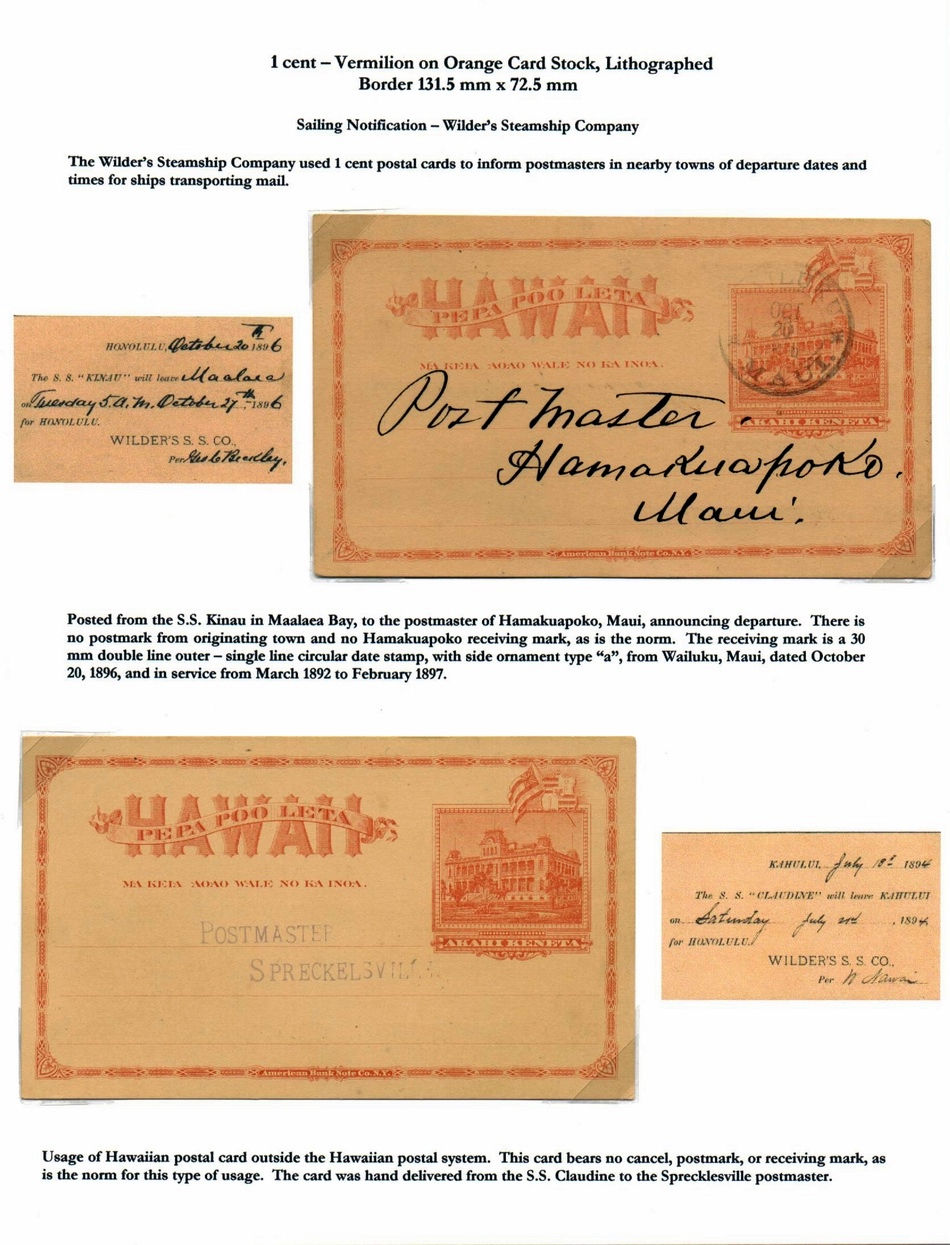 1 cent – Vermilion on Orange Card Stock, Lithographed
Border 131.5 mm x 72.5 mm
Sailing Notification – Wilder's Steamship Company
The Wilder's Steamship Company used 1 cent postal cards to inform postmasters in nearby towns of departure dates and
times for ships transporting mail.
HONOLULU, October 20th 1896
The S. S. "KINAU" will leave Maalaea
on Tuesday 5 a. m. October 27th 1896
for HONOLULU.
WILDER'S S. S. CO.,
Per
HAWAII
PEPA POO LETA
MA KEIA AOAO WALE NO KA INOA.
OCT
20
MAUI
AKAHI KENETA
Post Master
Hamakuapoko.
Maui.
American Bank Note Co. N.Y.
Posted from the S.S. Kinau in Maalaea Bay, to the postmaster of Hamakuapoko, Maui, announcing departure. There is
no postmark from originating town and no Hamakuapoko receiving mark, as is the norm. The receiving mark is a 30
mm double line outer – single line circular date stamp, with side ornament type "a", from Wailuku, Maui, dated October
20, 1896, and in service from March 1892 to February 1897.
HAWAII
PEPA POO LETA
MA KEIA AOAO WALE NO KA INOA.
AKAHI KENETA
POSTMASTER
SPRECKELSVILLE
American Bank Note Co. N.Y.
KAHULUI, July 1894
The S. S. "CLAUDINE" will leave KAHULUI
on Saturday July 1894
for HONOLULU.
WILDER'S S. S. CO.,
Per
Usage of Hawaiian postal card outside the Hawaiian postal system. This card bears no cancel, postmark, or receiving mark, as
is the norm for this type of usage. The card was hand delivered from the S.S. Claudine to the Sprecklesville postmaster.